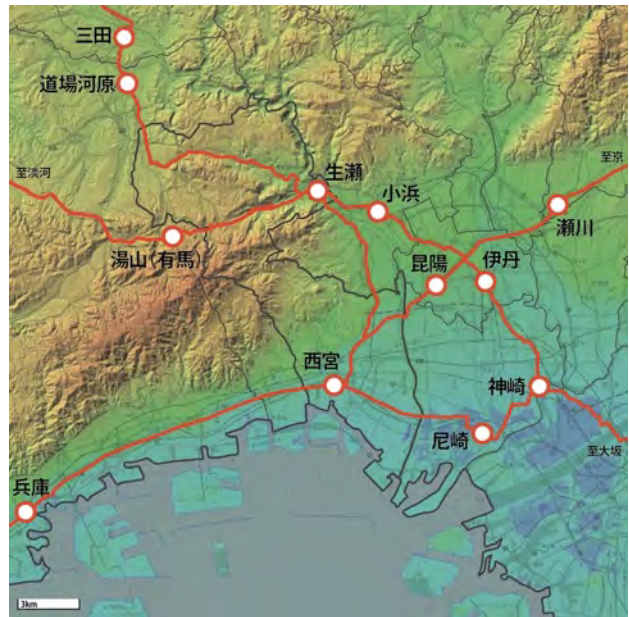 三田
道場河原
至淡河
生瀬
小浜
至京
瀬川
湯山（有馬）
昆陽
伊丹
西宮
神崎
尼崎
至大坂
兵庫
3km